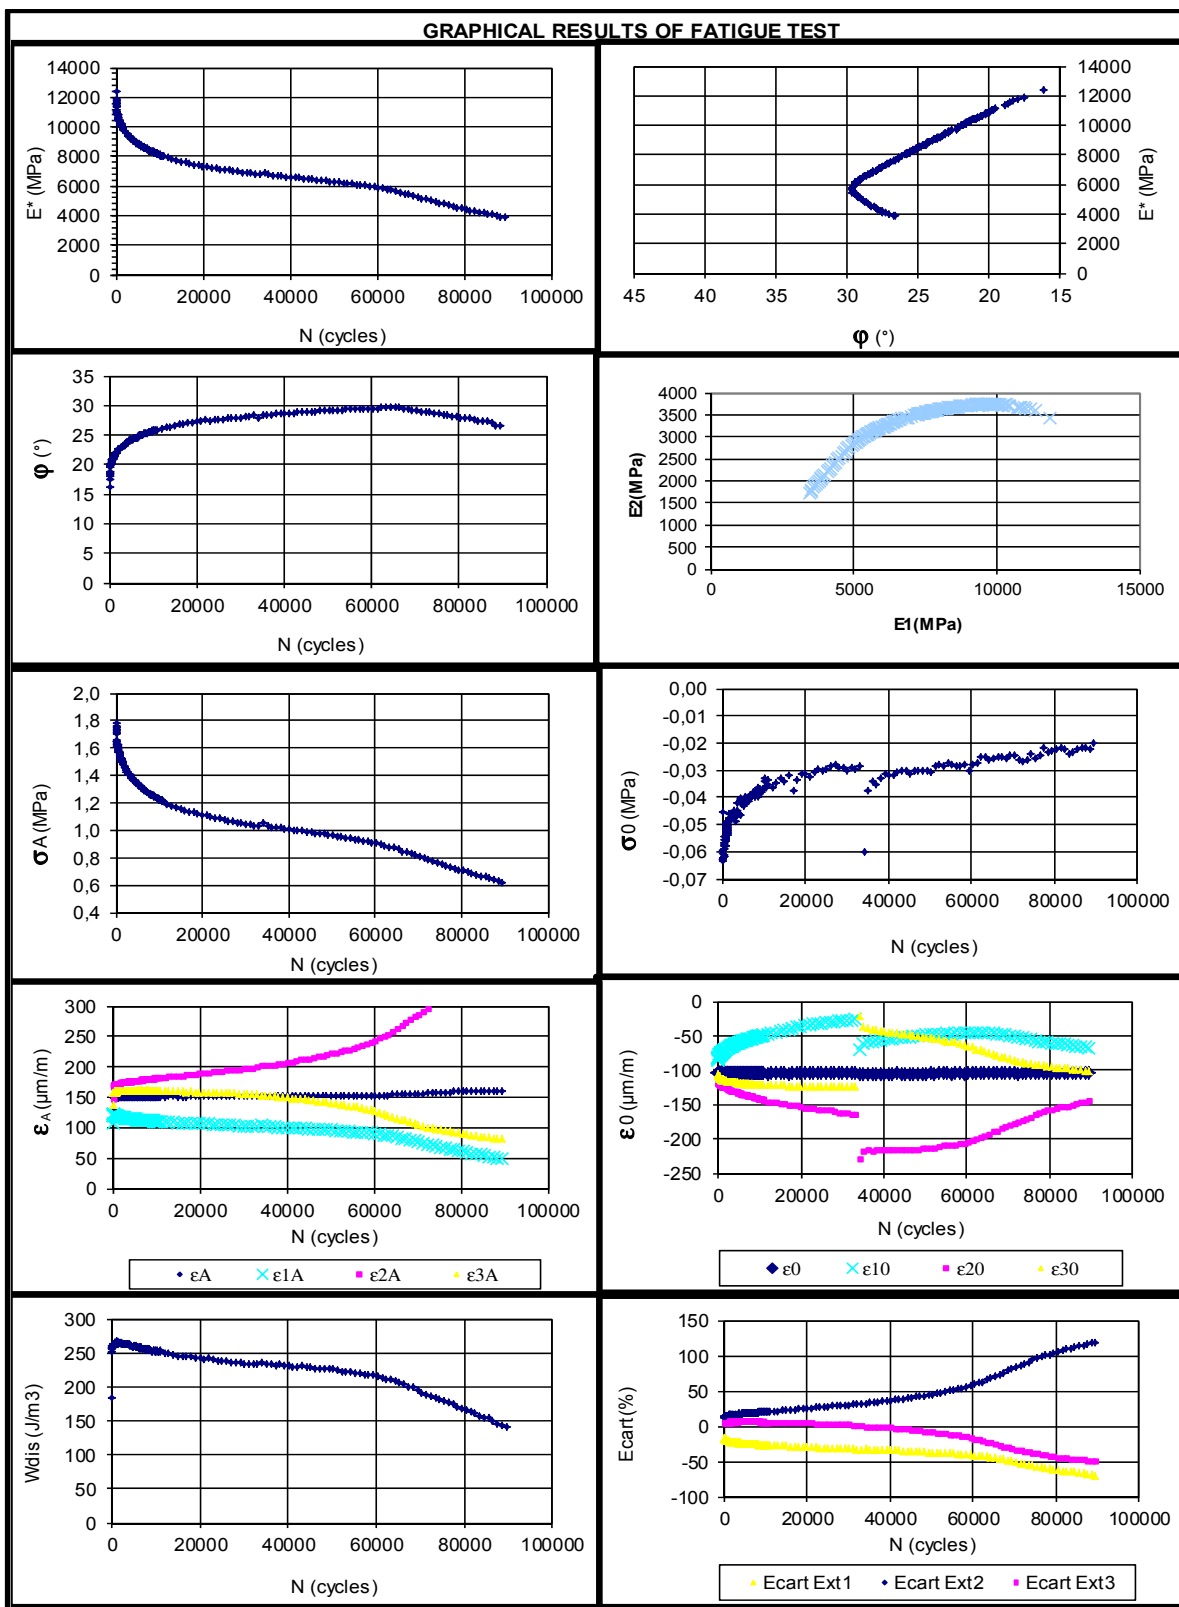 GRAPHICAL RESULTS OF FATIGUE TEST
14000
12000
10000
8000
6000
4000
2000
0
E* (MPa)
0 20000 40000 60000 80000 100000
N (cycles)
14000
12000
10000
8000
6000
4000
2000
0
E* (MPa)
45 40 35 30 25 20 15
φ (°)
35
30
25
20
15
10
5
0
φ (°)
0 20000 40000 60000 80000 100000
N (cycles)
4000
3500
3000
2500
2000
1500
1000
500
0
E2(MPa)
0 5000 10000 15000
E1(MPa)
2,0
1,8
1,6
1,4
1,2
1,0
0,8
0,6
0,4
σA (MPa)
0 20000 40000 60000 80000 100000
N (cycles)
0,00
-0,01
-0,02
-0,03
-0,04
-0,05
-0,06
-0,07
σ0 (MPa)
0 20000 40000 60000 80000 100000
N (cycles)
300
250
200
150
100
50
0
εA (µm/m)
0 20000 40000 60000 80000 100000
N (cycles)
εA ε1A ε2A ε3A
0
-50
-100
-150
-200
-250
ε0 (µm/m)
0 20000 40000 60000 80000 100000
N (cycles)
ε0 ε10 ε20 ε30
300
250
200
150
100
50
0
Wdis (J/m3)
0 20000 40000 60000 80000 100000
N (cycles)
150
100
50
0
-50
-100
Ecart (%)
0 20000 40000 60000 80000 100000
N (cycles)
Ecart Ext1 Ecart Ext2 Ecart Ext3